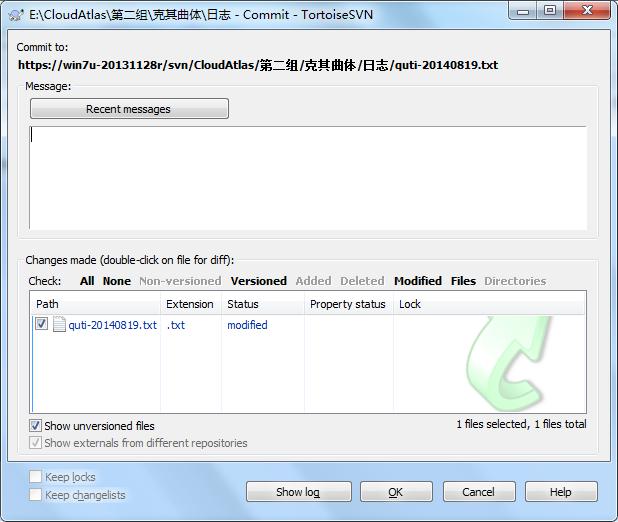 E:\CloudAtlas\第二组\克其曲体\日志 - Commit - TortoiseSVN
Commit to:
https://win7u-20131128r/svn/CloudAtlas/第二组/克其曲体/日志/quti-20140819.txt
Message:
Recent messages
Changes made (double-click on file for diff):
Check: All None Non-versioned Versioned Added Deleted Modified Files Directories
Path Extension Status Property status Lock
quti-20140819.txt .txt modified
Show unversioned files 1 files selected, 1 files total
Show externals from different repositories
Keep locks
Keep changelists
Show log OK Cancel Help